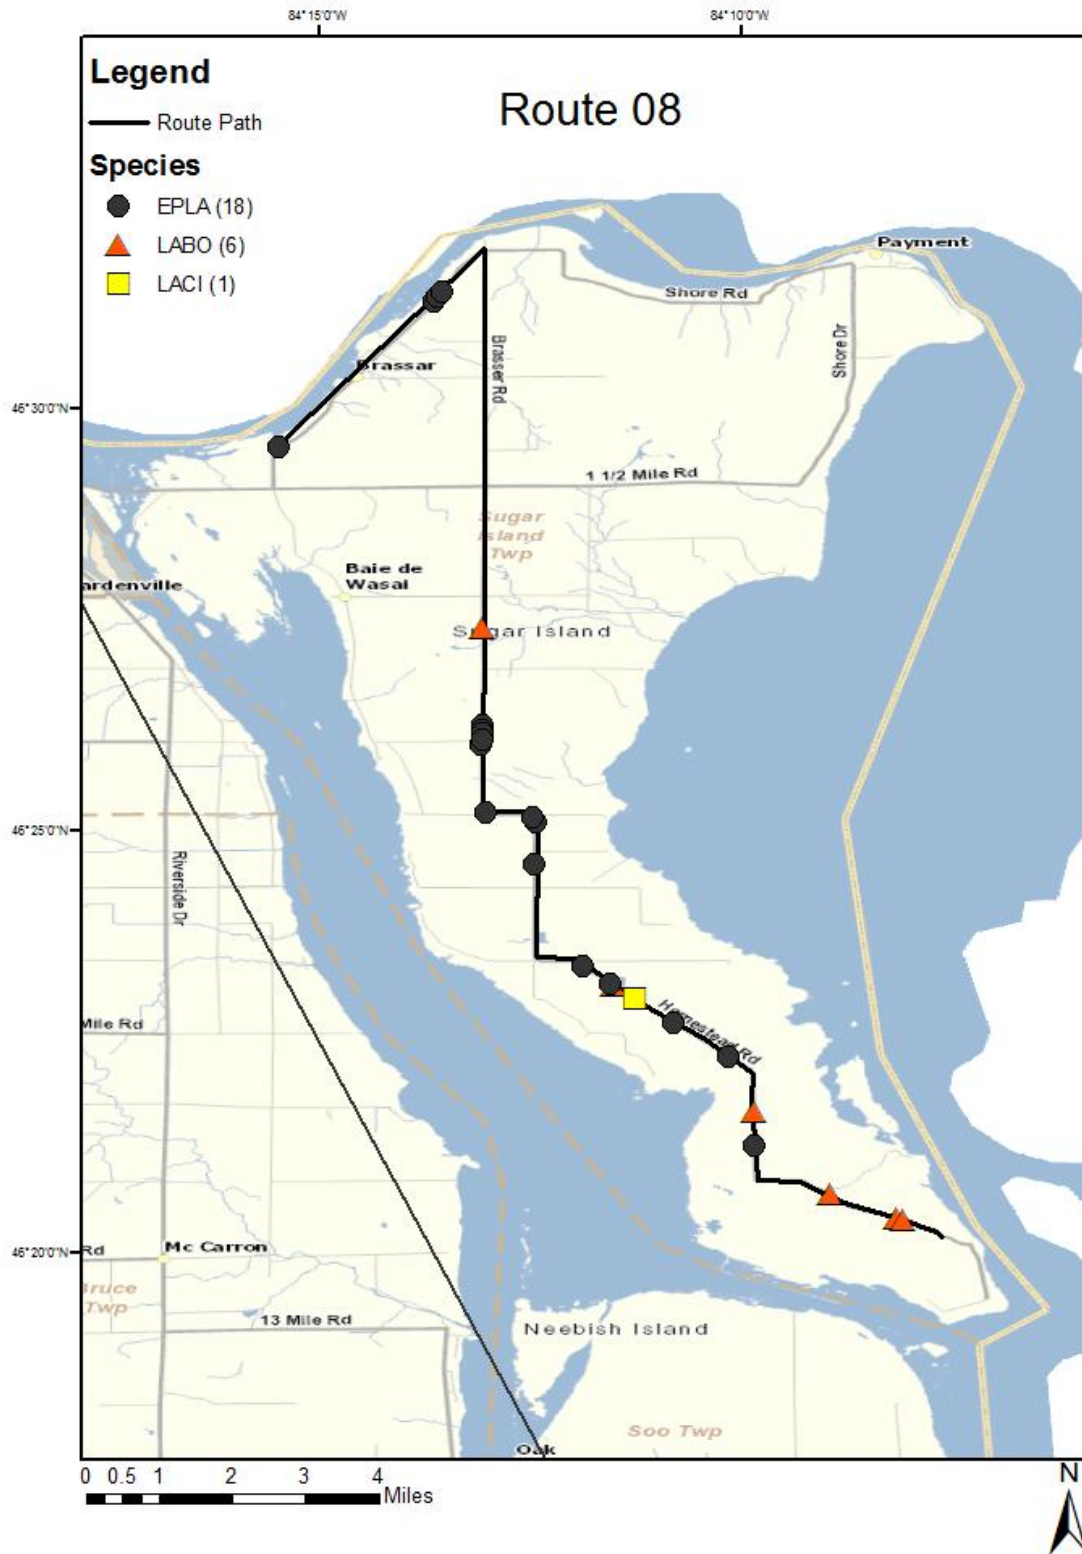 84°15'0"W
84°10'0"W
Legend
Route Path
Species
EPLA (18)
LABO (6)
LACI (1)
Route 08
Payment
Shore Rd
Shore Dr
Brasser Rd
Brassar
46°30'0"N
1 1/2 Mile Rd
Sugar
Island
Twp
Baie de
Wasai
ardenville
Sugar Island
46°25'0"N
Riverside Dr
Homestead Rd
Mile Rd
46°20'0"N
Rd
Mc Carron
Bruce
Twp
13 Mile Rd
Neebish Island
Soo Twp
Oak
0 0.5 1 2 3 4
Miles
N